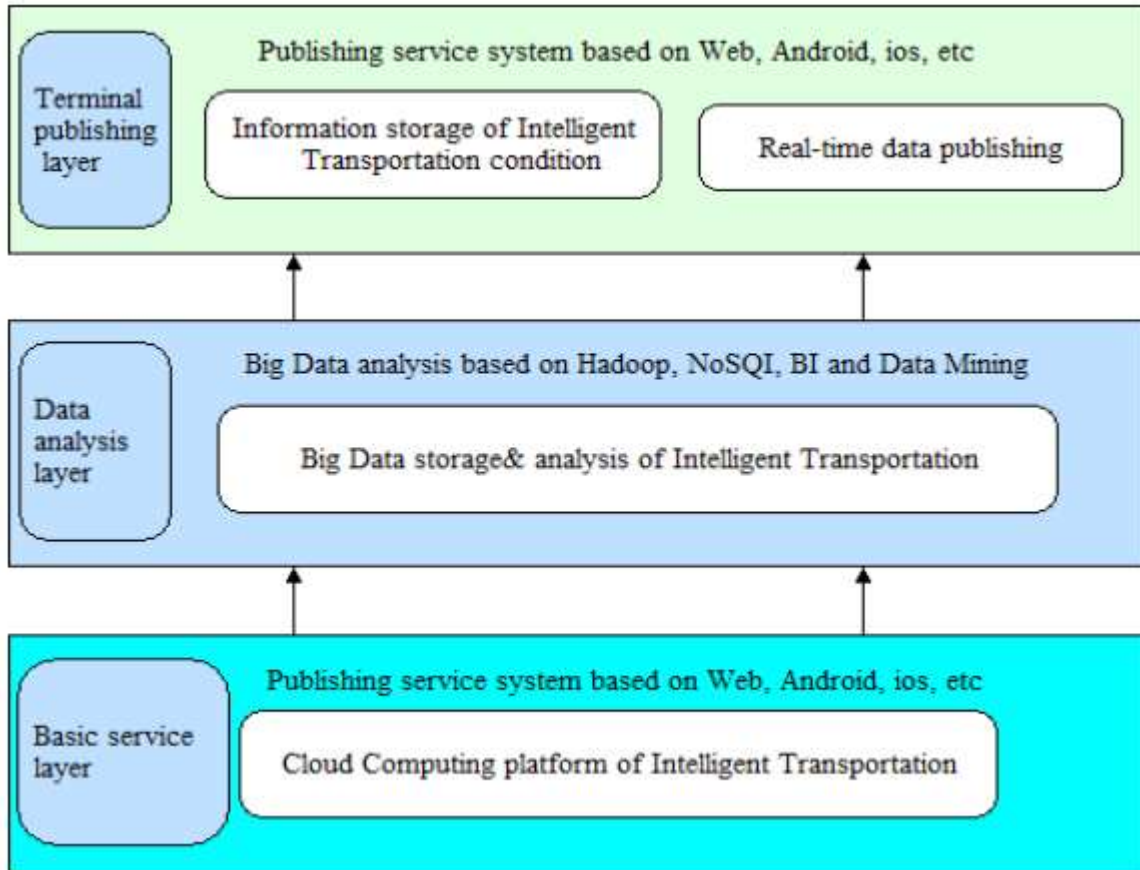 Publishing service system based on Web, Android, ios, etc
Terminal
publishing
layer
Information storage of Intelligent
Transportation condition
Real-time data publishing
Big Data analysis based on Hadoop, NoSQI, BI and Data Mining
Data
analysis
layer
Big Data storage& analysis of Intelligent Transportation
Publishing service system based on Web, Android, ios, etc
Basic service
layer
Cloud Computing platform of Intelligent Transportation